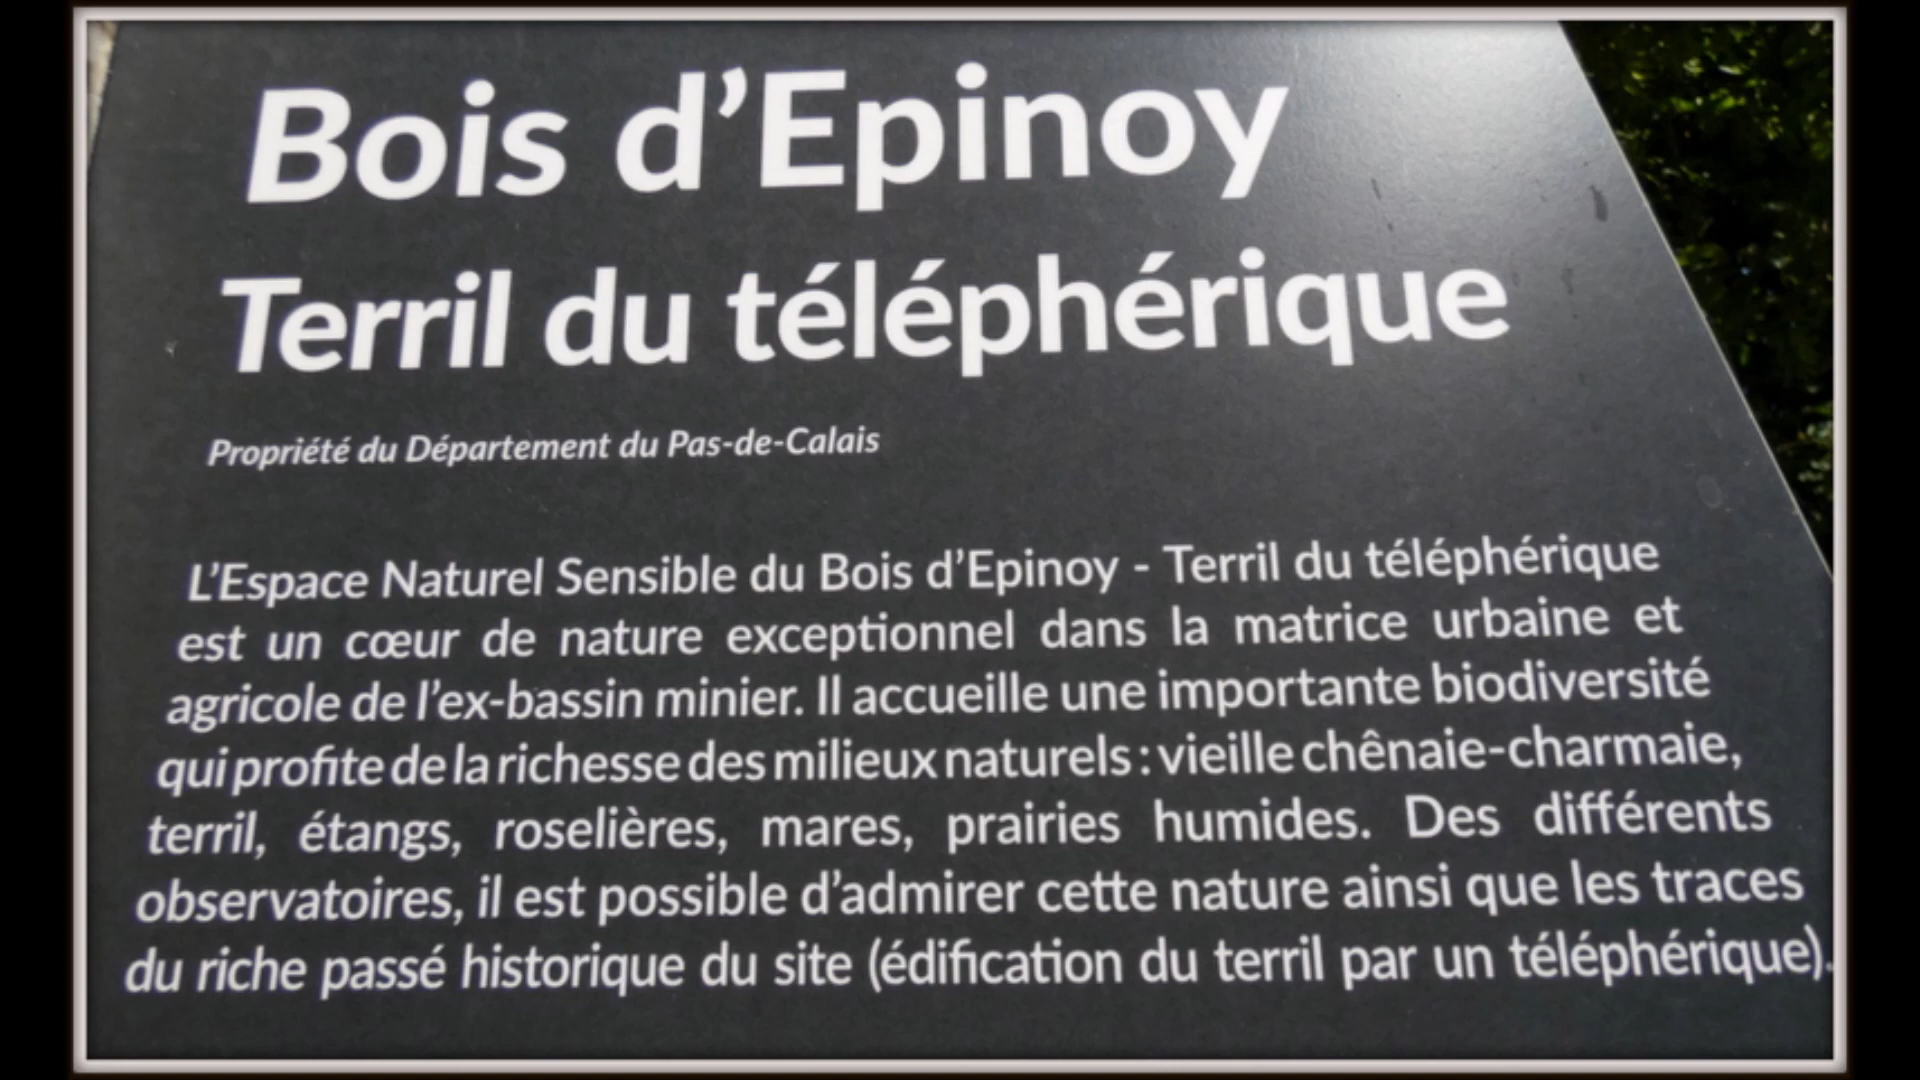 Bois d’Epinoy
Terril du téléphérique
Propriété du Département du Pas-de-Calais
L’Espace Naturel Sensible du Bois d’Epinoy - Terril du téléphérique
est un cœur de nature exceptionnel dans la matrice urbaine et
agricole de l’ex-bassin minier. Il accueille une importante biodiversité
qui profite de la richesse des milieux naturels : vieille chênaie-charmaie,
terril, étangs, roselières, mares, prairies humides. Des différents
observatoires, il est possible d’admirer cette nature ainsi que les traces
du riche passé historique du site (édification du terril par un téléphérique).